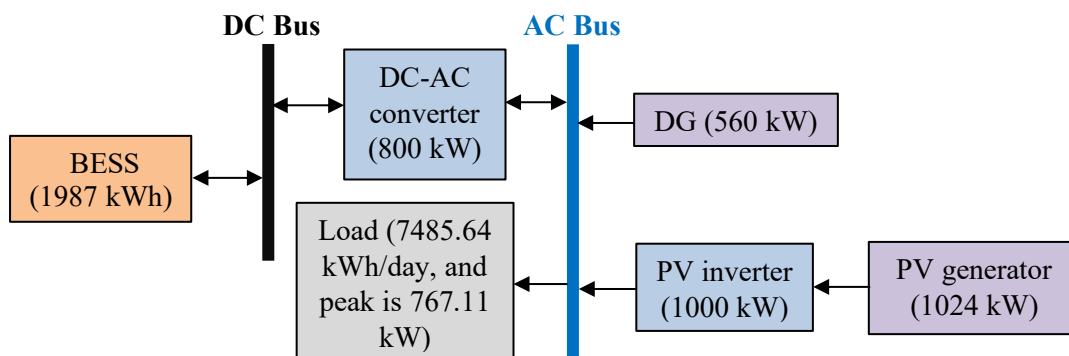 DC Bus
AC Bus
DC-AC
converter
(800 kW)
DG (560 kW)
BESS
(1987 kWh)
Load (7485.64
kWh/day, and
peak is 767.11
kW)
PV inverter
(1000 kW)
PV generator
(1024 kW)